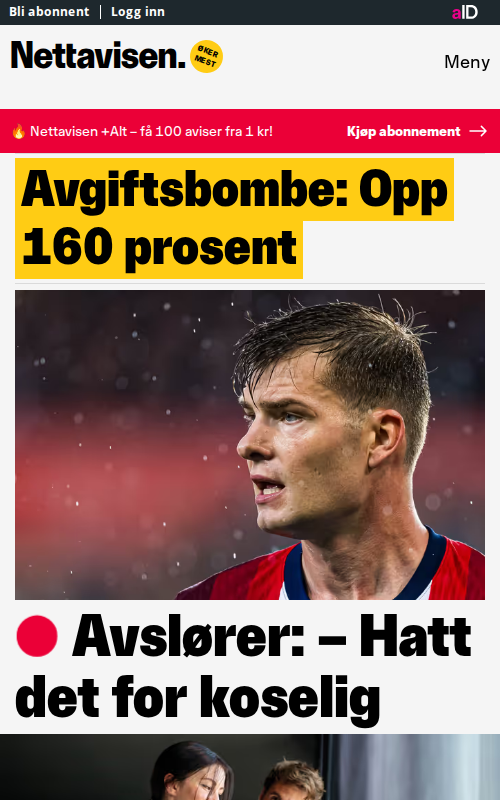 Bli abonnent
Logg inn
aID
Nettavisen.
ØKER
MEST
Meny
🔥 Nettavisen +Alt – få 100 aviser fra 1 kr!
Kjøp abonnement →
Avgiftsbombe: Opp
160 prosent
Avslører: – Hatt
det for koselig